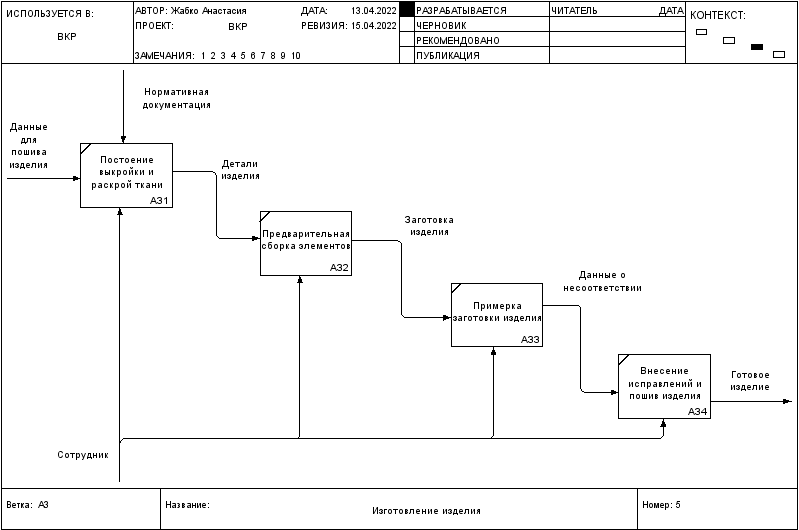 ИСПОЛЬЗУЕТСЯ В:
ВКР
АВТОР: Жабко Анастасия
ДАТА: 13.04.2022
ПРОЕКТ: ВКР
РЕВИЗИЯ: 15.04.2022
ЗАМЕЧАНИЯ: 1 2 3 4 5 6 7 8 9 10
РАЗРАБАТЫВАЕТСЯ
ЧЕРНОВИК
РЕКОМЕНДОВАНО
ПУБЛИКАЦИЯ
ЧИТАТЕЛЬ
ДАТА
КОНТЕКСТ:
Нормативная
документация
Данные
для
пошива
изделия
Постоение
выкройки и
раскрой ткани
A31
Детали
изделия
Предварительная
сборка элементов
A32
Заготовка
изделия
Примерка
заготовки изделия
A33
Данные о
несоответствии
Внесение
исправлений и
пошив изделия
A34
Готовое
изделие
Сотрудник
Ветка: A3
Название:
Изготовление изделия
Номер: 5